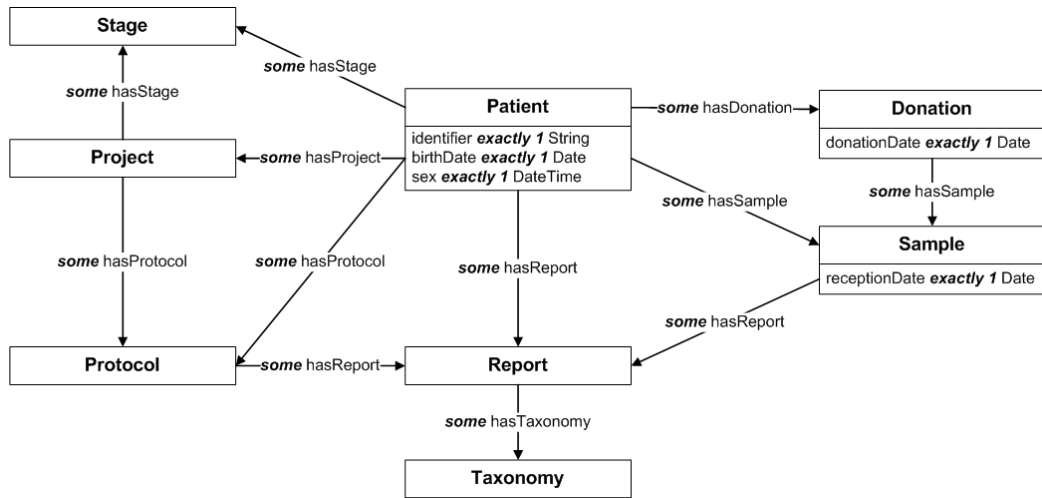 Stage
some hasStage
some hasStage
Patient
some hasDonation
Donation
identifier exactly 1 String
birthDate exactly 1 Date
sex exactly 1 DateTime
donationDate exactly 1 Date
Project
some hasProject
some hasSample
some hasSample
Sample
receptionDate exactly 1 Date
some hasProtocol
some hasProtocol
some hasReport
some hasReport
Protocol
some hasReport
Report
some hasTaxonomy
Taxonomy